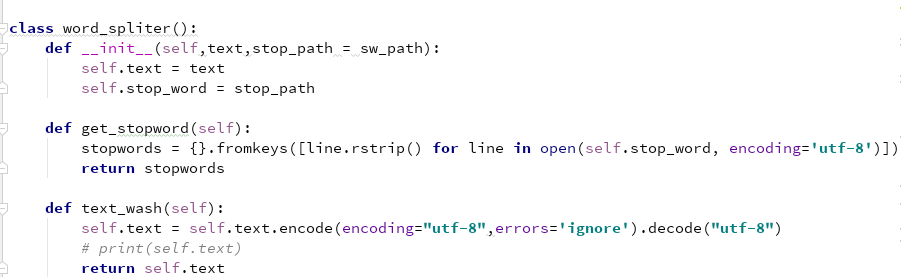 class word_spliter():
    def __init__(self,text,stop_path = sw_path):
        self.text = text
        self.stop_word = stop_path
    def get_stopword(self):
        stopwords = {}.fromkeys([line.rstrip() for line in open(self.stop_word, encoding='utf-8')])
        return stopwords
    def text_wash(self):
        self.text = self.text.encode(encoding="utf-8",errors='ignore').decode("utf-8")
        # print(self.text)
        return self.text